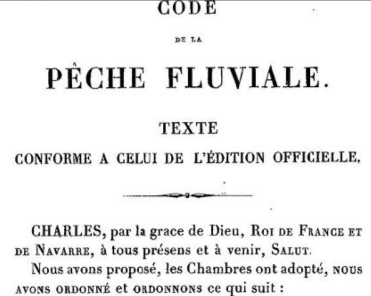 CODE
DE LA
PÊCHE FLUVIALE.
TEXTE
CONFORME A CELUI DE L'ÉDITION OFFICIELLE.
CHARLES, par la grace de Dieu, ROI DE FRANCE ET
DE NAVARRE, à tous présens et à venir, SALUT.
Nous avons proposé, les Chambres ont adopté, NOUS
AVONS ORDONNÉ et ORDONNONS ce qui suit :